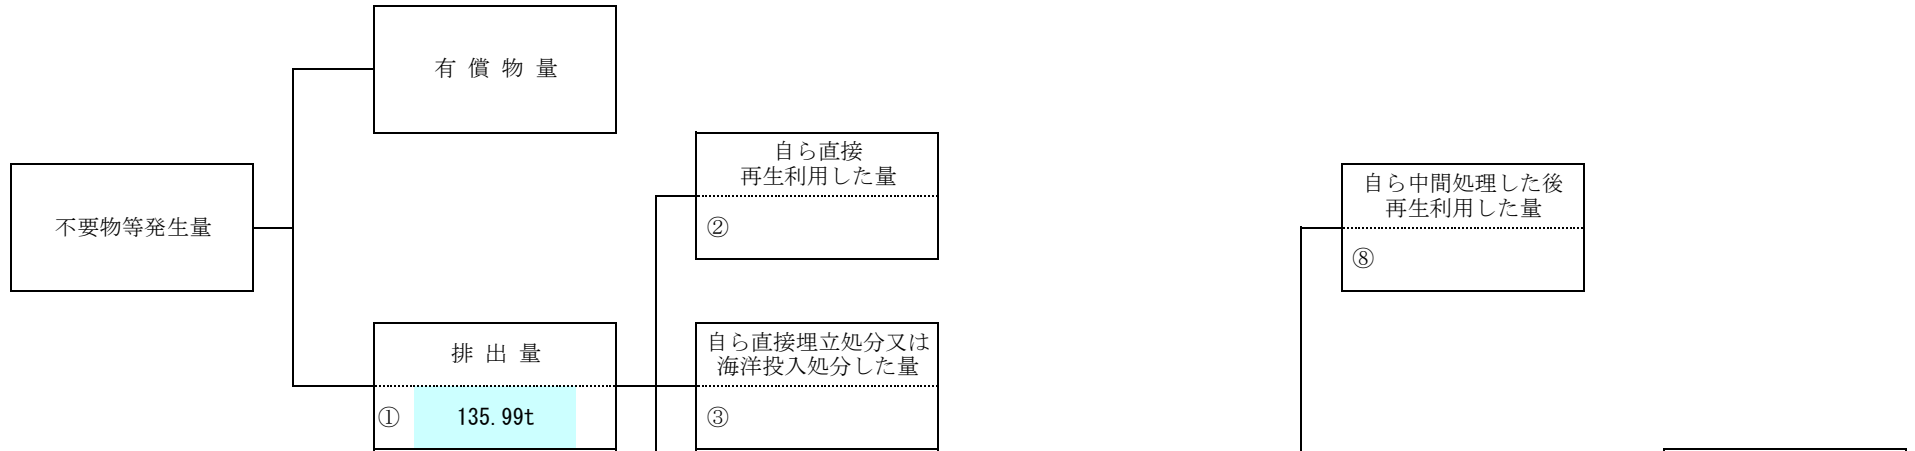 有 償 物 量
自ら直接
再生利用した量
②
自ら中間処理した後
再生利用した量
⑧
不要物等発生量
排 出 量
① 135.99t
自ら直接埋立処分又は
海洋投入処分した量
③